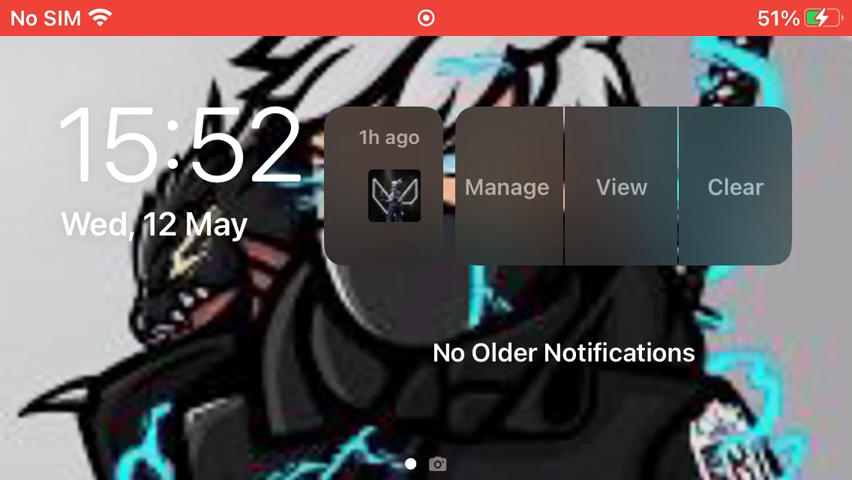 No SIM
51%
15:52
Wed, 12 May
1h ago
Manage
View
Clear
No Older Notifications